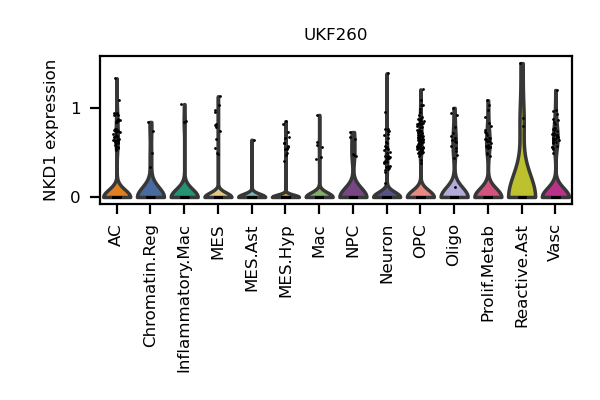 UKF260
NKD1 expression
1
0
AC
Chromatin.Reg
Inflammatory.Mac
MES
MES.Ast
MES.Hyp
Mac
NPC
Neuron
OPC
Oligo
Prolif.Metab
Reactive.Ast
Vasc